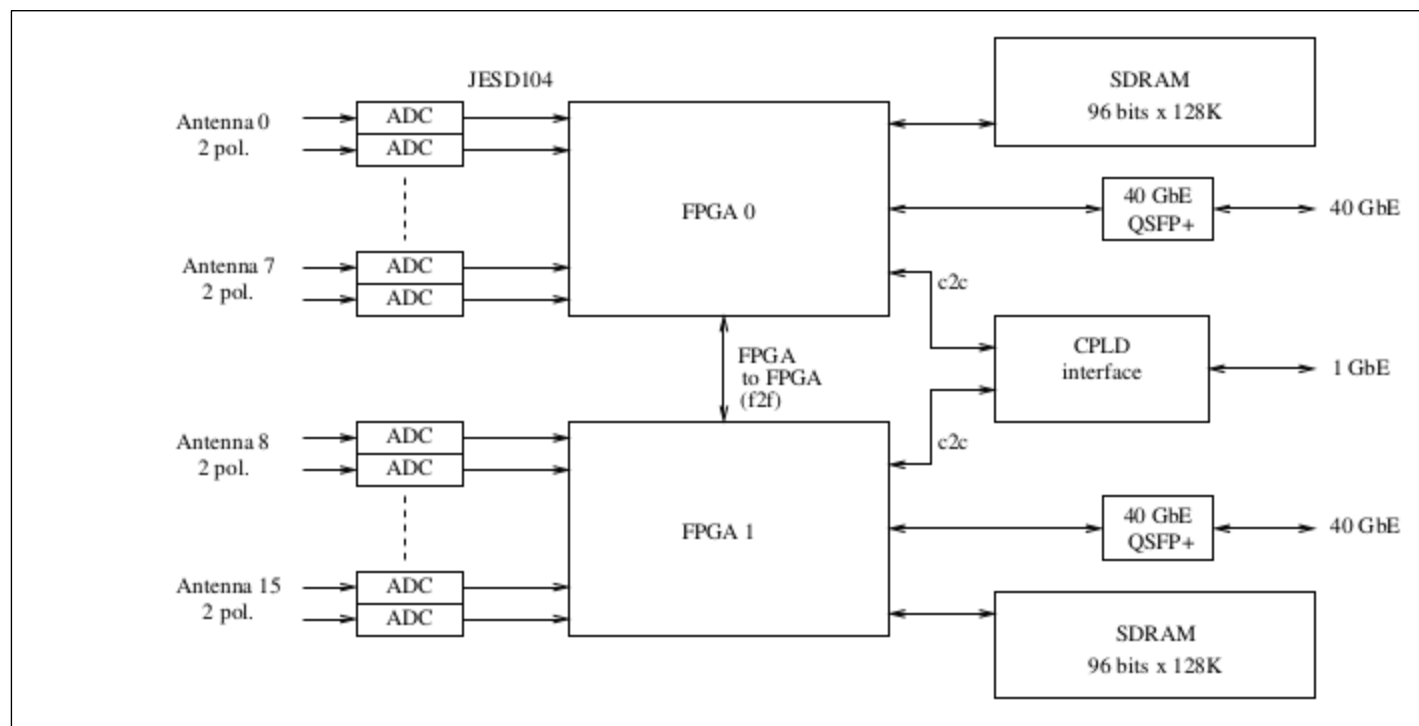 JESD104
Antenna 0
2 pol.
ADC
ADC
Antenna 7
2 pol.
ADC
ADC
FPGA 0
SDRAM
96 bits x 128K
40 GbE
QSFP+
40 GbE
c2c
FPGA
to FPGA
(f2f)
CPLD
interface
1 GbE
c2c
Antenna 8
2 pol.
ADC
ADC
Antenna 15
2 pol.
ADC
ADC
FPGA 1
40 GbE
QSFP+
40 GbE
SDRAM
96 bits x 128K